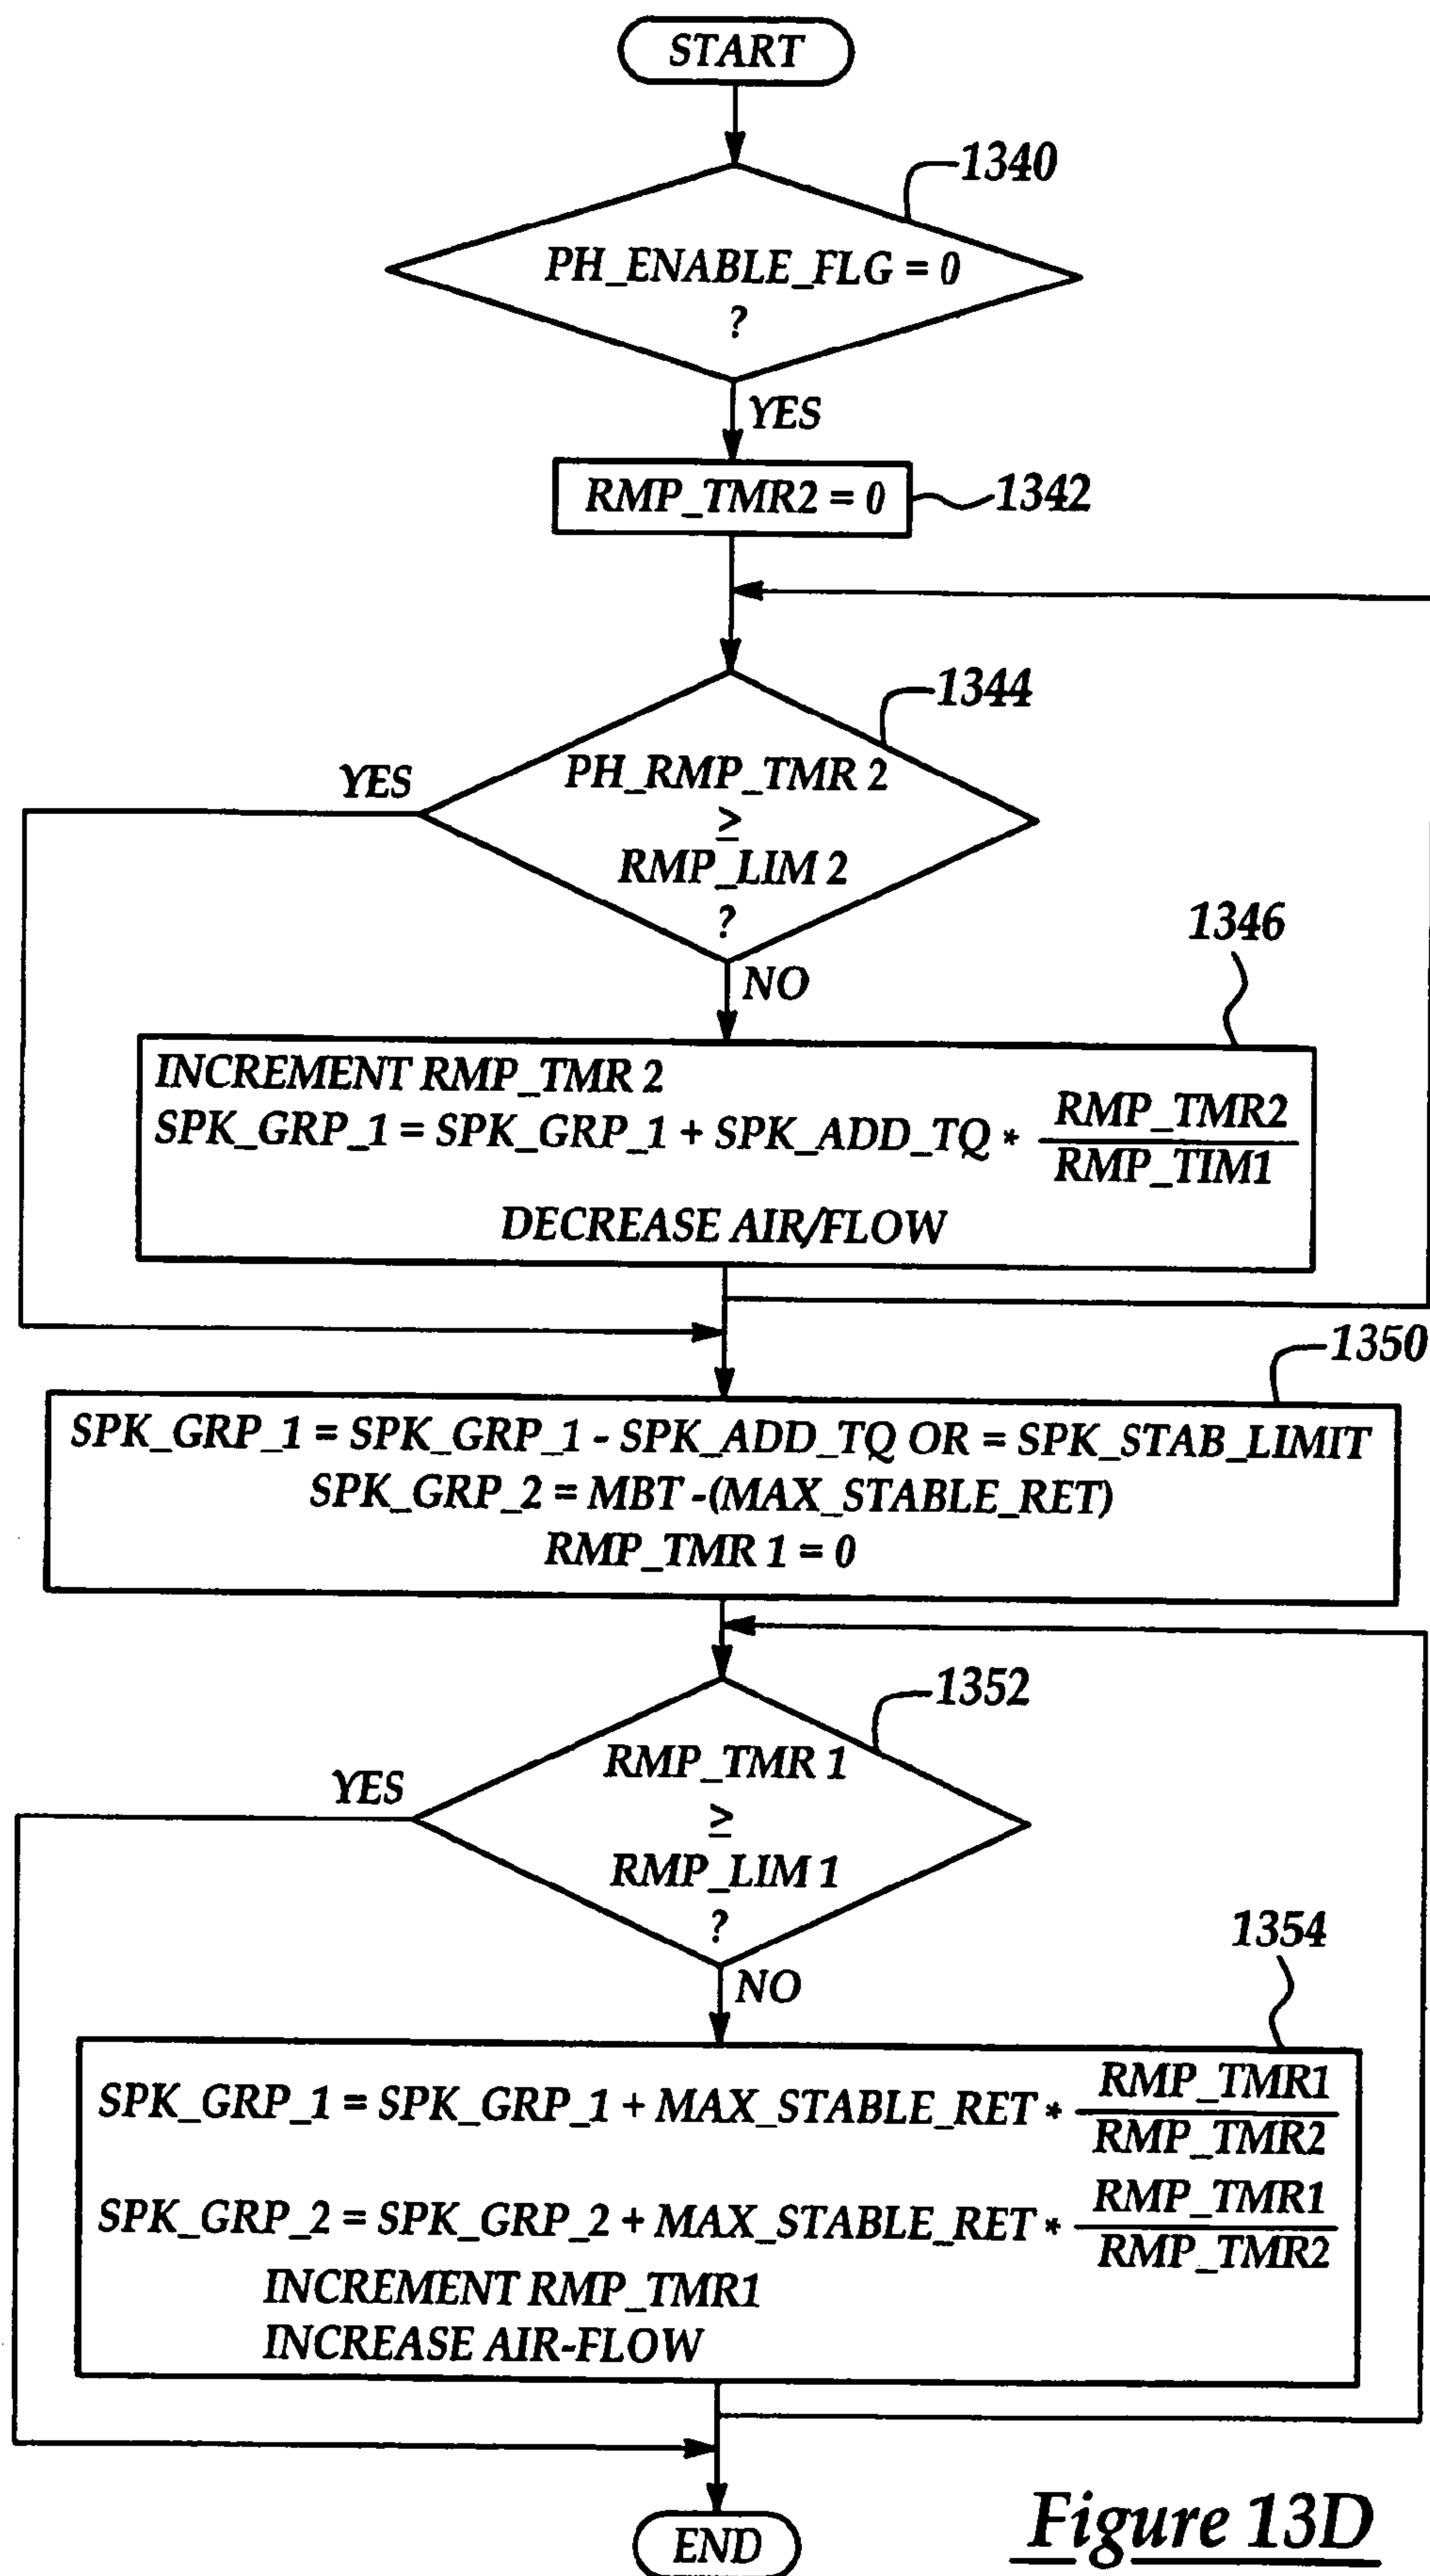 START
1340
PH_ENABLE_FLG = 0
?
YES
RMP_TMR2 = 0
1342
1344
YES
PH_RMP_TMR 2
≥
RMP_LIM 2
?
NO
1346
INCREMENT RMP_TMR 2
SPK_GRP_1 = SPK_GRP_1 + SPK_ADD_TQ * RMP_TMR2
RMP_TIM1
DECREASE AIR/FLOW
1350
SPK_GRP_1 = SPK_GRP_1 - SPK_ADD_TQ OR = SPK_STAB_LIMIT
SPK_GRP_2 = MBT -(MAX_STABLE_RET)
RMP_TMR 1 = 0
1352
YES
RMP_TMR 1
≥
RMP_LIM 1
?
NO
1354
SPK_GRP_1 = SPK_GRP_1 + MAX_STABLE_RET * RMP_TMR1
RMP_TMR2
SPK_GRP_2 = SPK_GRP_2 + MAX_STABLE_RET * RMP_TMR1
RMP_TMR2
INCREMENT RMP_TMR1
INCREASE AIR-FLOW
END
Figure 13D